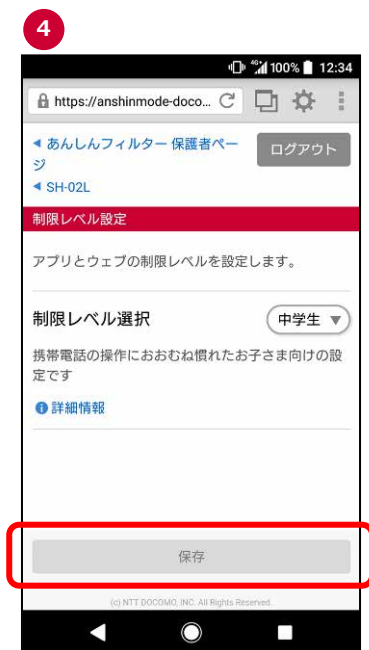 4
4G 100% 12:34
https://anshinmode-doco...
◀ あんしんフィルター 保護者ペー
ジ
ログアウト
◀ SH-02L
制限レベル設定
アプリとウェブの制限レベルを設定します。
制限レベル選択
中学生 ▼
携帯電話の操作におおむね慣れたお子さま向けの設
定です
詳細情報
保存
(c) NTT DOCOMO, INC. All Rights Reserved.